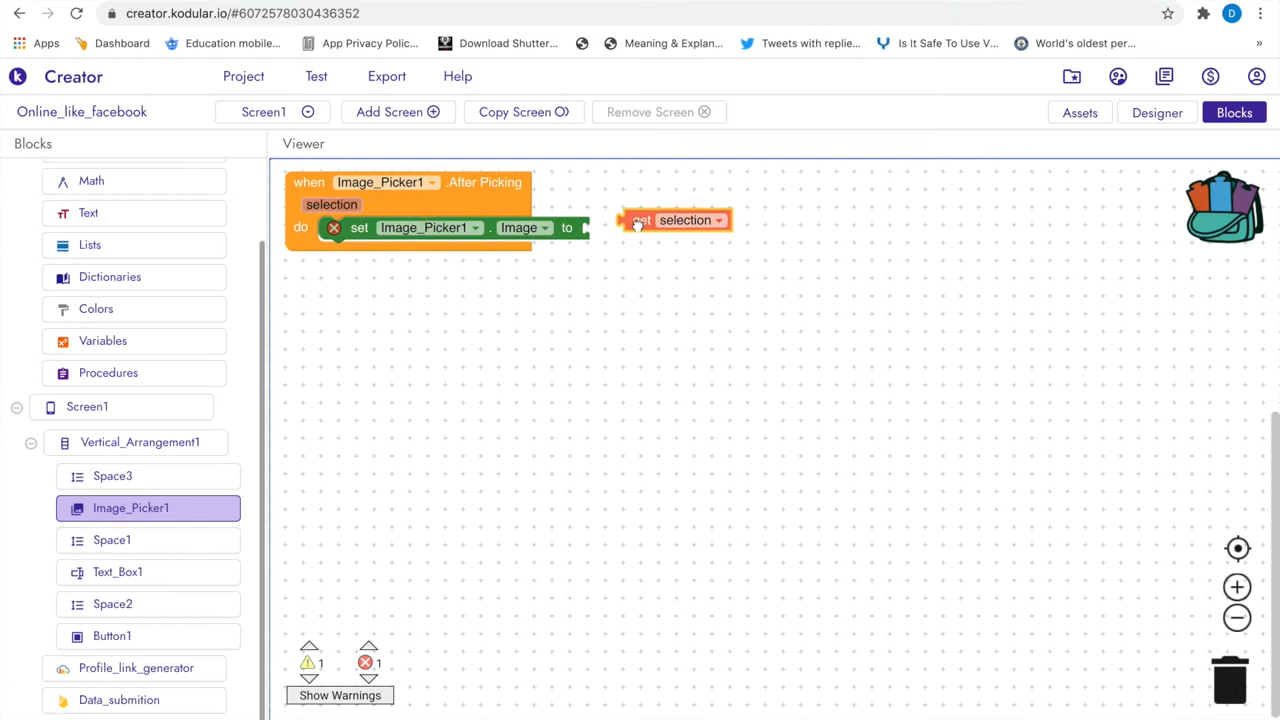 creator.kodular.io/#6072578030436352
D
Apps Dashboard Education mobile... App Privacy Polic... Download Shutter... Meaning & Explan... Tweets with replie... Is It Safe To Use V... World's oldest per... »
Creator Project Test Export Help
Online_like_facebook Screen1 Add Screen Copy Screen Remove Screen Assets Designer Blocks
Blocks Viewer
Math
Text
Lists
Dictionaries
Colors
Variables
Procedures
Screen1
Vertical_Arrangement1
Space3
Image_Picker1
Space1
Text_Box1
Space2
Button1
Profile_link_generator
Data_submition
when Image_Picker1 .After Picking
selection
do set Image_Picker1 . Image to
get selection
1 1
Show Warnings